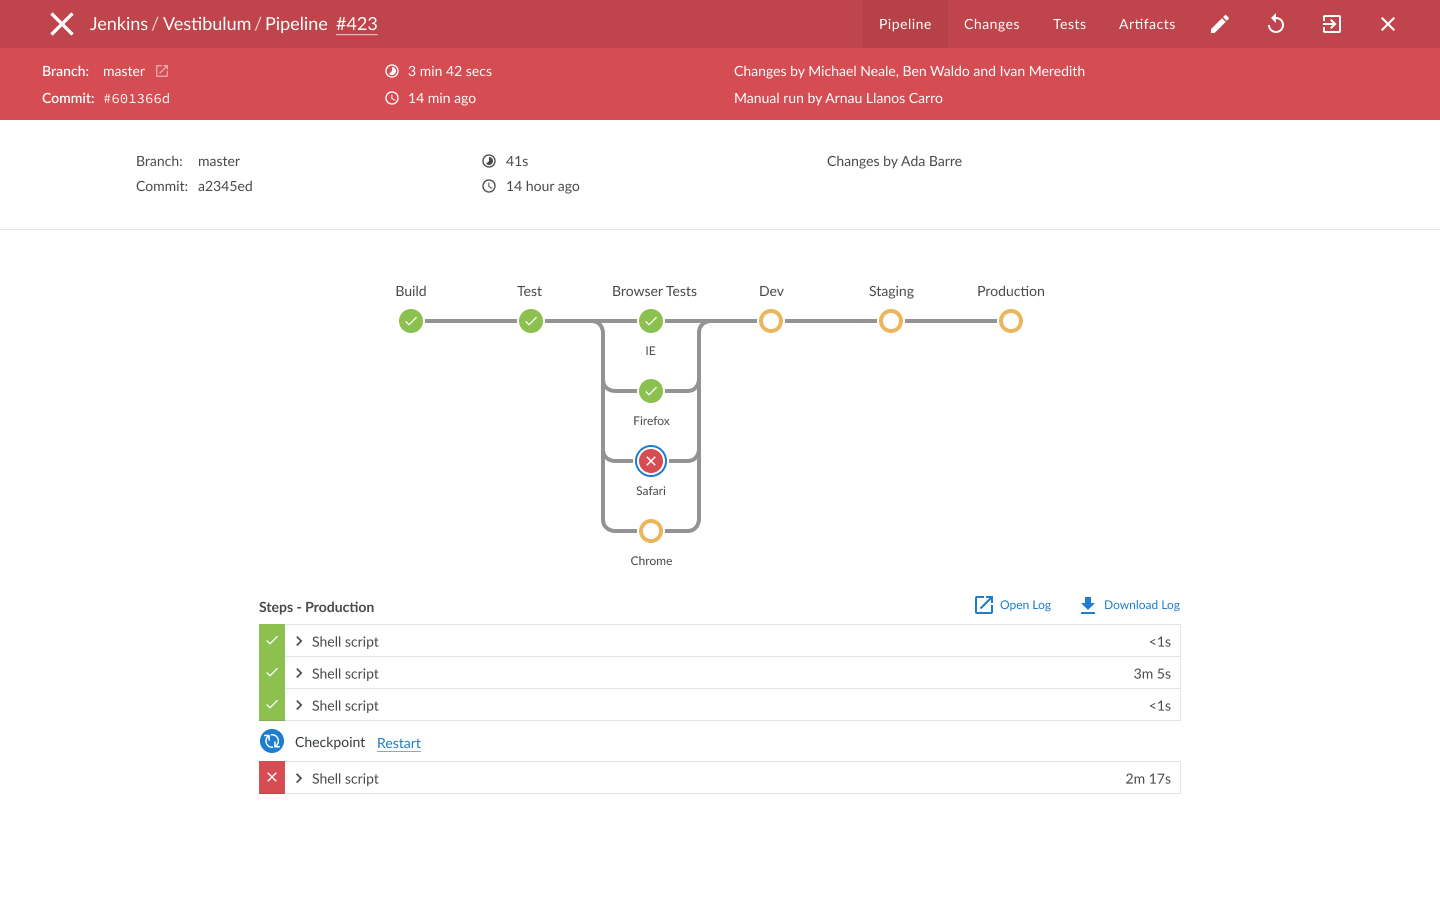 Jenkins / Vestibulum / Pipeline #423
Pipeline Changes Tests Artifacts
Branch: master
3 min 42 secs
Changes by Michael Neale, Ben Waldo and Ivan Meredith
Commit: #601366d
14 min ago
Manual run by Arnau Llanos Carro
Branch: master
41s
Changes by Ada Barre
Commit: a2345ed
14 hour ago
Build Test Browser Tests Dev Staging Production
IE
Firefox
Safari
Chrome
Steps - Production
Open Log Download Log
Shell script <1s
Shell script 3m 5s
Shell script <1s
Checkpoint Restart
Shell script 2m 17s